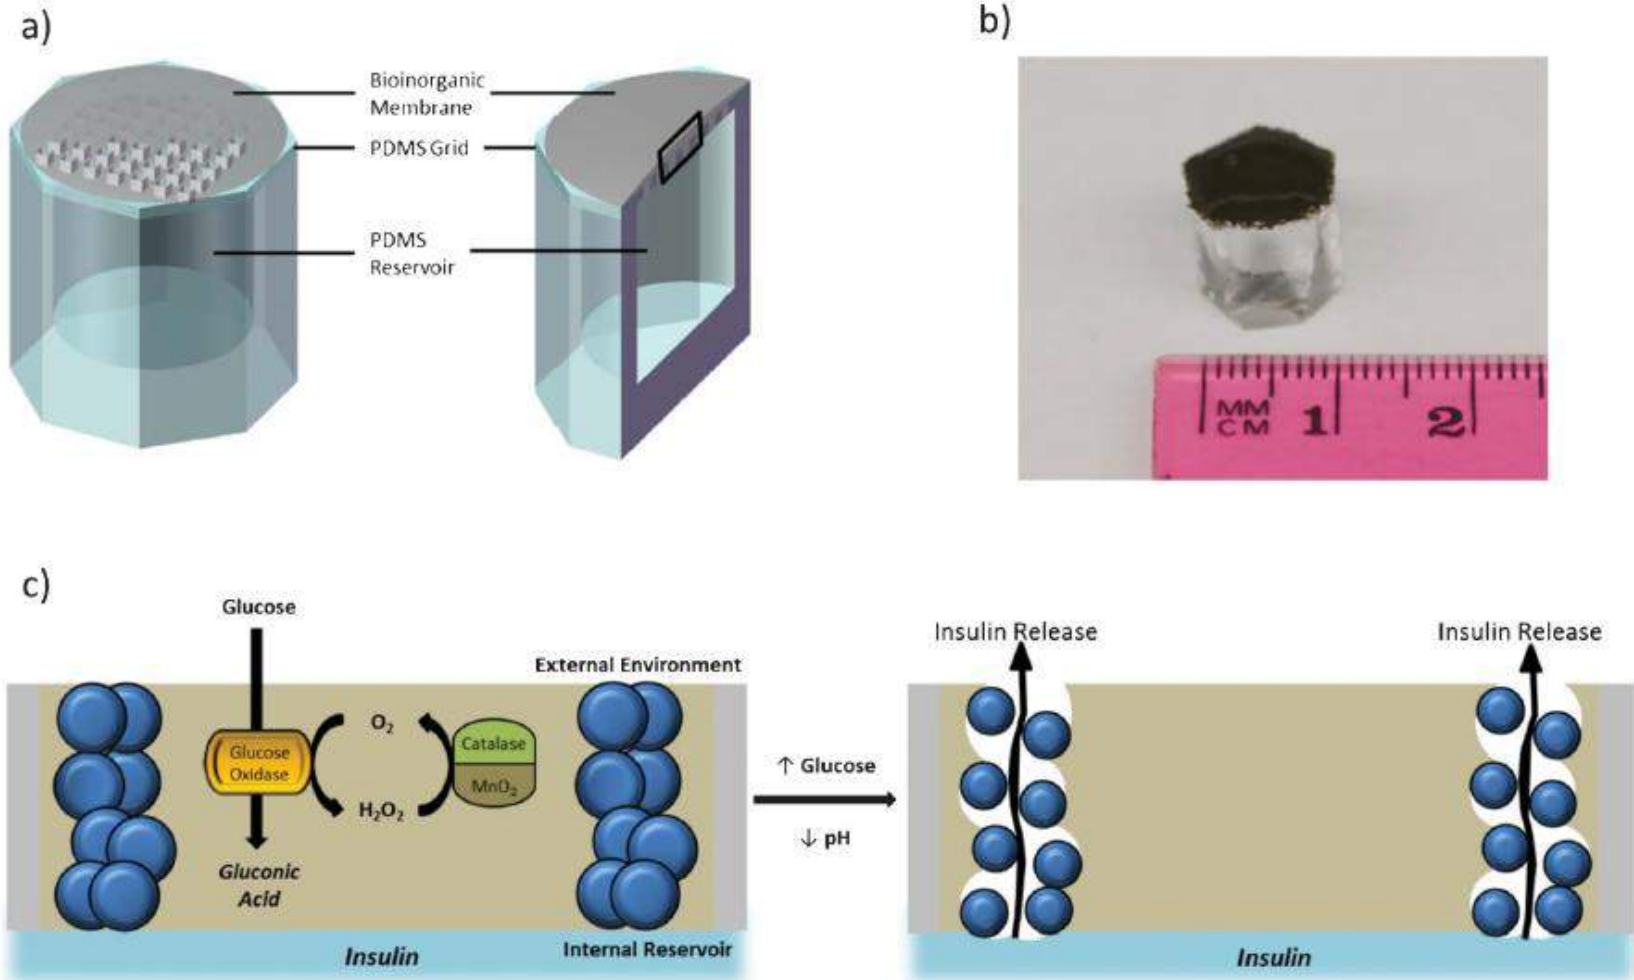 a)
Bioinorganic
Membrane
PDMS Grid
PDMS
Reservoir
b)
MM
CM 1 2
c)
Glucose
External Environment
Glucose
Oxidase
O₂
H₂O₂
Catalase
MnO₂
Gluconic
Acid
Insulin
Internal Reservoir
↑ Glucose
↓ pH
Insulin Release
Insulin Release
Insulin